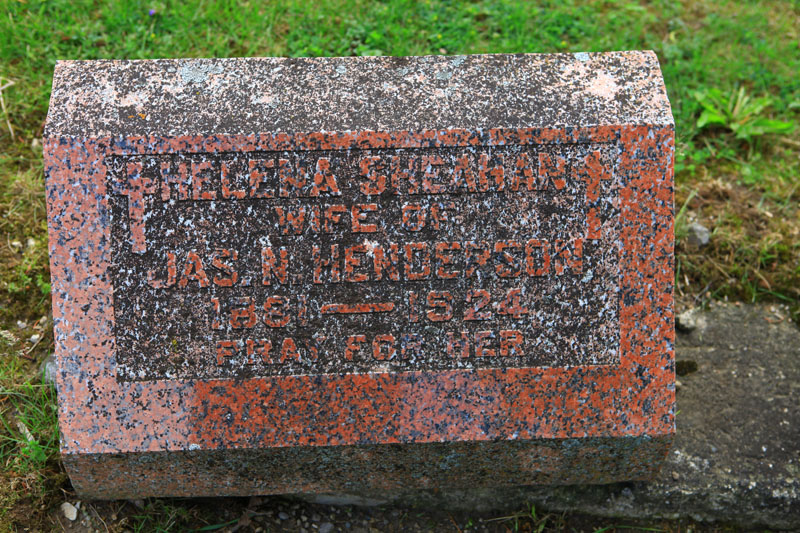 HELENA SHEAHAN
WIFE OF
JAS. N. HENDERSON
1861 — 1924
PRAY FOR HER